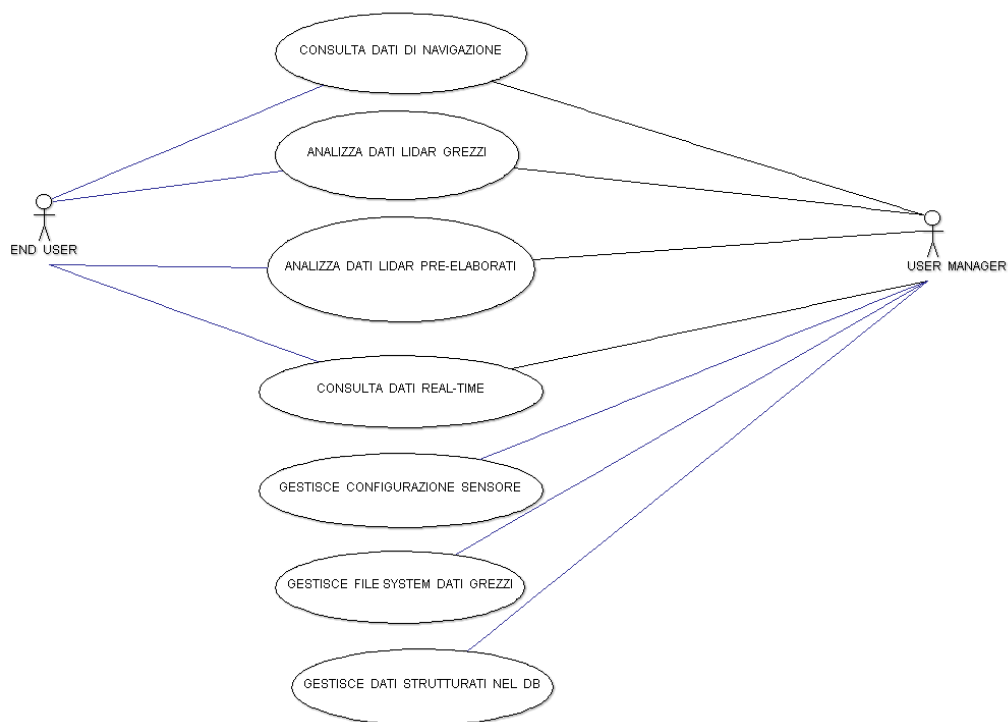 CONSULTA DATI DI NAVIGAZIONE
ANALIZZA DATI LIDAR GREZZI
END USER
ANALIZZA DATI LIDAR PRE-ELABORATI
USER MANAGER
CONSULTA DATI REAL-TIME
GESTISCE CONFIGURAZIONE SENSORE
GESTISCE FILE SYSTEM DATI GREZZI
GESTISCE DATI STRUTTURATI NEL DB